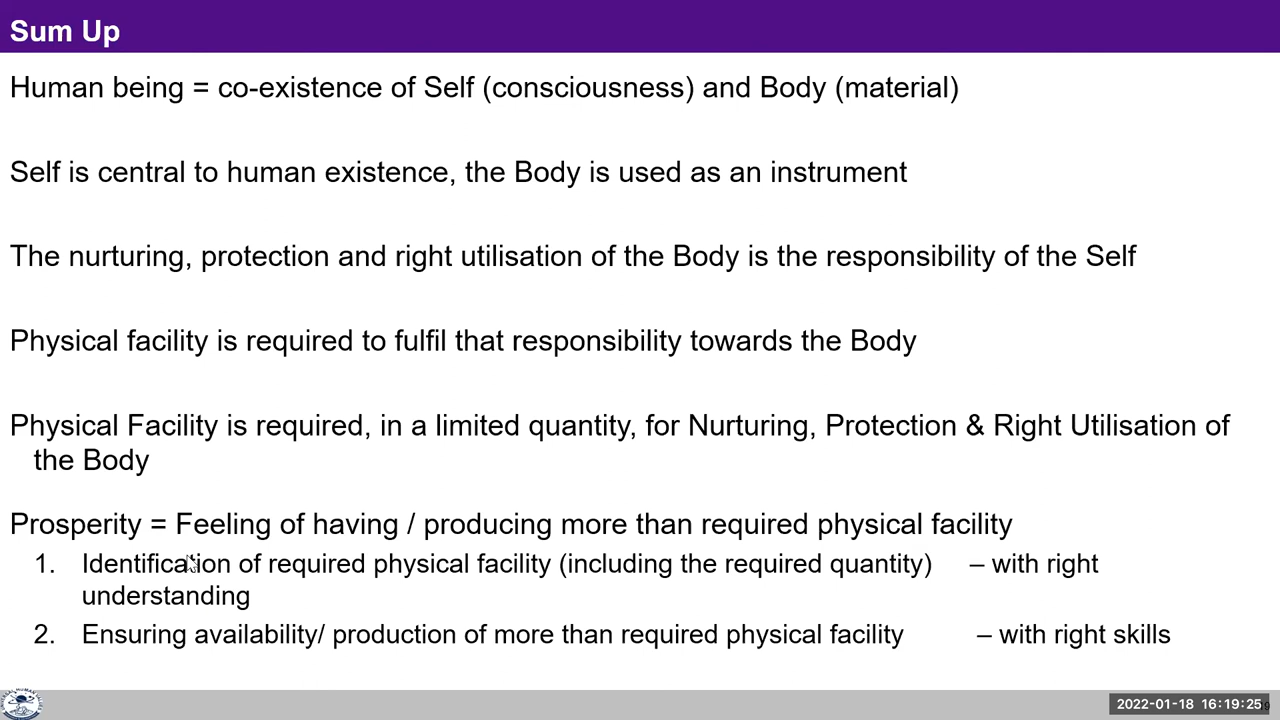 Sum Up
Human being = co-existence of Self (consciousness) and Body (material)
Self is central to human existence, the Body is used as an instrument
The nurturing, protection and right utilisation of the Body is the responsibility of the Self
Physical facility is required to fulfil that responsibility towards the Body
Physical Facility is required, in a limited quantity, for Nurturing, Protection & Right Utilisation of
the Body
Prosperity = Feeling of having / producing more than required physical facility
1. Identification of required physical facility (including the required quantity) – with right
understanding
2. Ensuring availability/ production of more than required physical facility – with right skills
2022-01-18 16:19:25